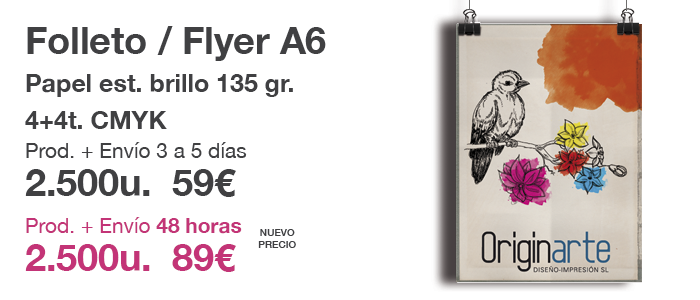 Folleto / Flyer A6
Papel est. brillo 135 gr.
4+4t. CMYK
Prod. + Envío 3 a 5 días
2.500u. 59€
Prod. + Envío 48 horas
2.500u. 89€
NUEVO
PRECIO
Originarte
DISEÑO-IMPRESIÓN SL